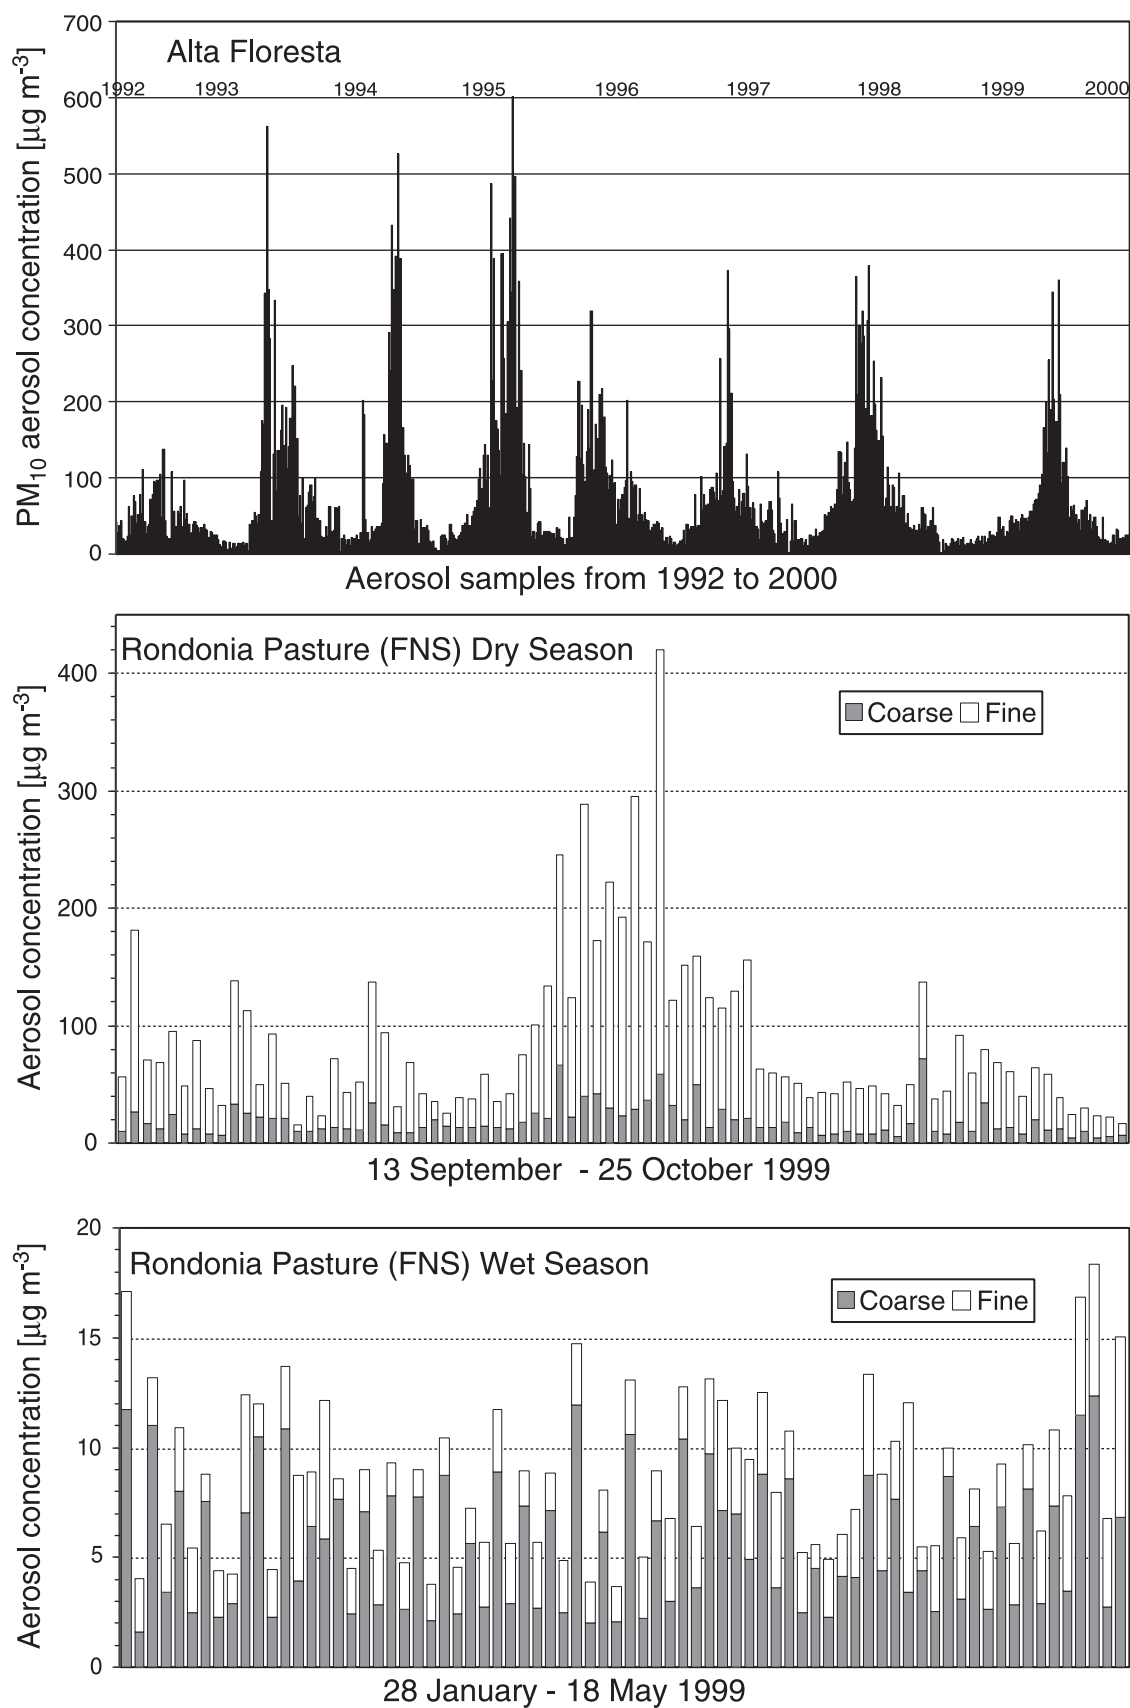 Alta Floresta
1992 1993 1994 1995 1996 1997 1998 1999 2000
PM10 aerosol concentration [µg m-3]
700
600
500
400
300
200
100
0
Aerosol samples from 1992 to 2000
Rondonia Pasture (FNS) Dry Season
Coarse Fine
Aerosol concentration [µg m-3]
400
300
200
100
0
13 September - 25 October 1999
Rondonia Pasture (FNS) Wet Season
Coarse Fine
Aerosol concentration [µg m-3]
20
15
10
5
0
28 January - 18 May 1999